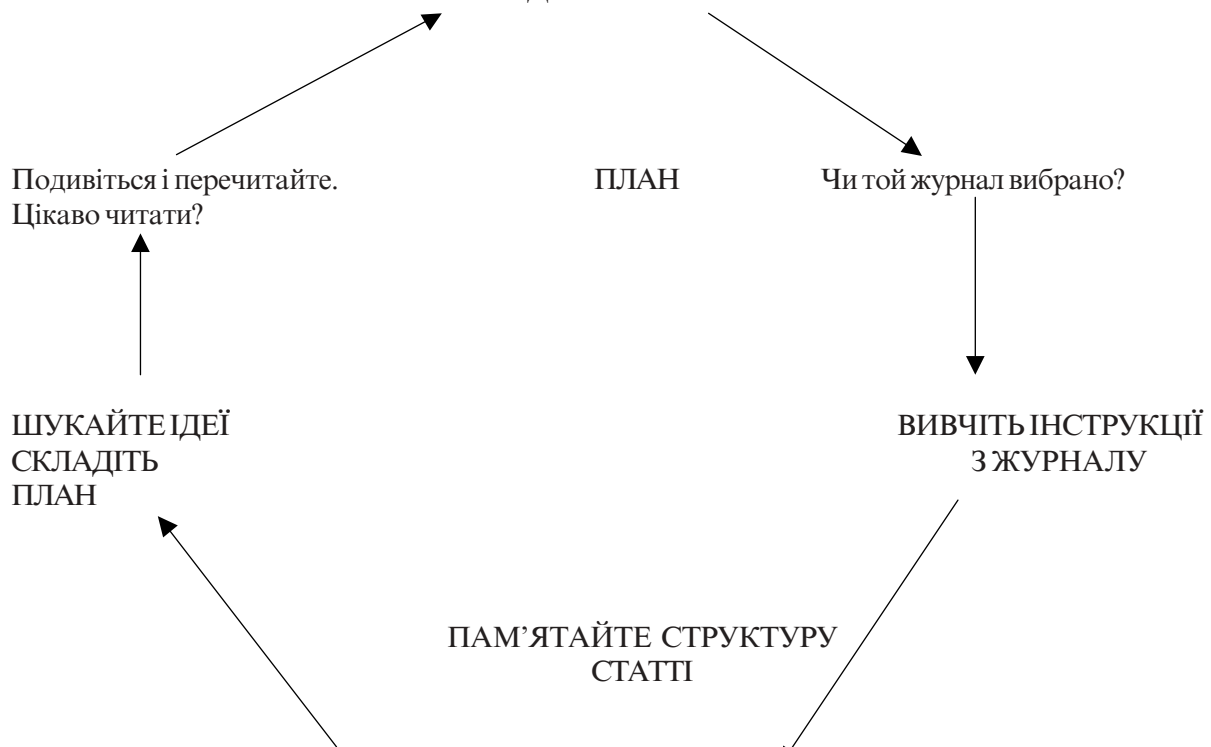 Подивіться і перечитайте.
Цікаво читати?
ПЛАН
Чи той журнал вибрано?
ШУКАЙТЕ ІДЕЇ
СКЛАДІТЬ
ПЛАН
ВИВЧІТЬ ІНСТРУКЦІЇ
З ЖУРНАЛУ
ПАМ’ЯТАЙТЕ СТРУКТУРУ
СТАТТІ